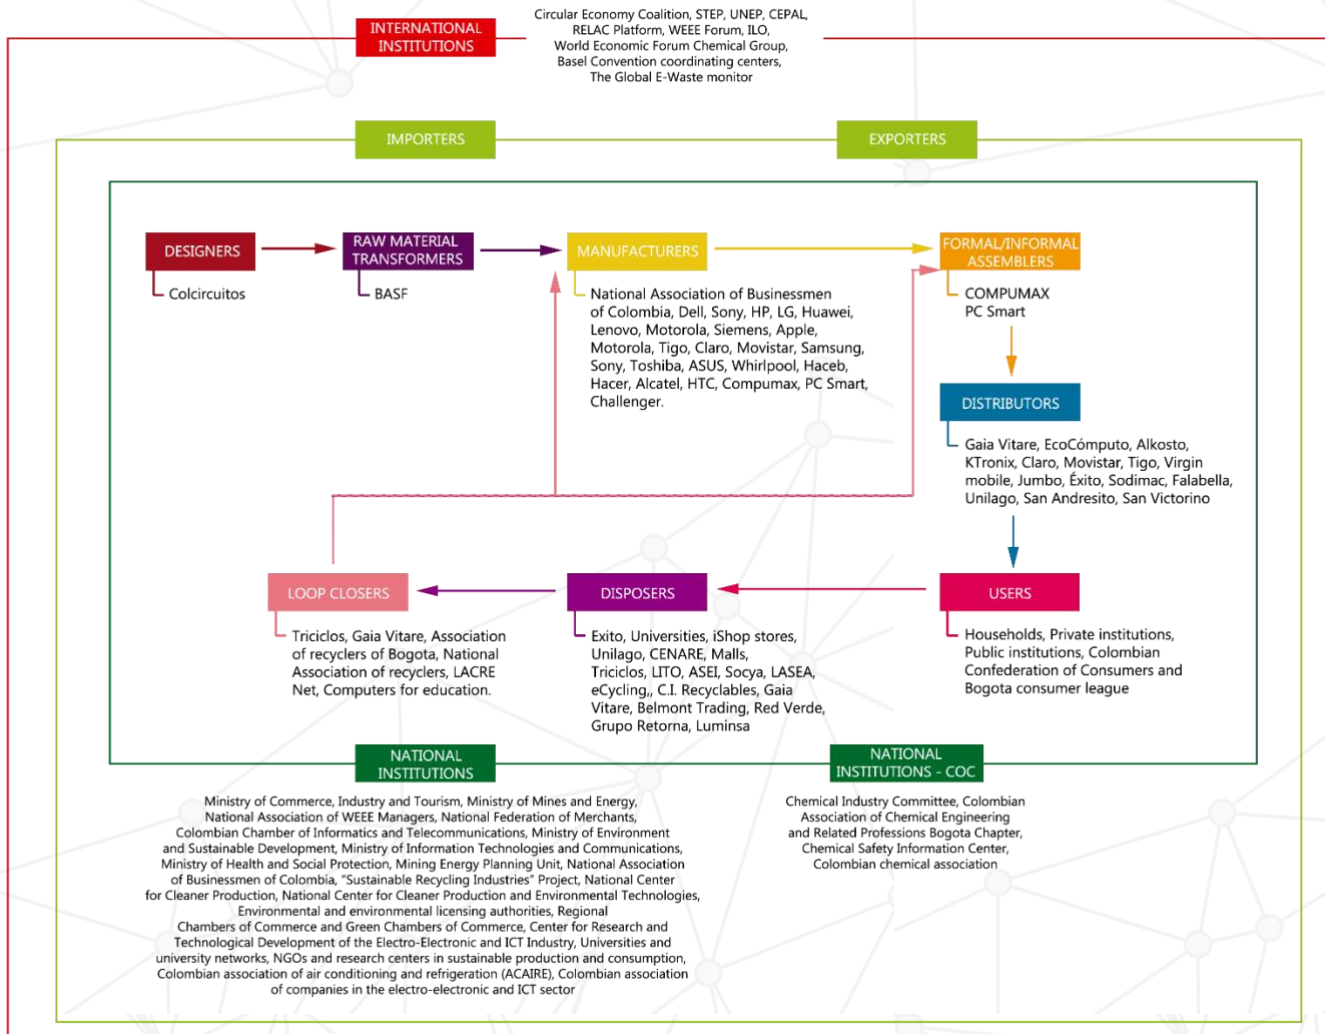 INTERNATIONAL
INSTITUTIONS
Circular Economy Coalition, STEP, UNEP, CEPAL,
RELAC Platform, WEEE Forum, ILO,
World Economic Forum Chemical Group,
Basel Convention coordinating centers,
The Global E-Waste monitor
IMPORTERS
EXPORTERS
DESIGNERS
Colcircuitos
RAW MATERIAL
TRANSFORMERS
BASF
MANUFACTURERS
National Association of Businessmen
of Colombia, Dell, Sony, HP, LG, Huawei,
Lenovo, Motorola, Siemens, Apple,
Motorola, Tigo, Claro, Movistar, Samsung,
Sony, Toshiba, ASUS, Whirlpool, Haceb,
Hacer, Alcatel, HTC, Compumax, PC Smart,
Challenger.
FORMAL/INFORMAL
ASSEMBLERS
COMPUMAX
PC Smart
DISTRIBUTORS
Gaia Vitare, EcoCómputo, Alkosto,
KTronix, Claro, Movistar, Tigo, Virgin
mobile, Jumbo, Éxito, Sodimac, Falabella,
Unilago, San Andresito, San Victorino
LOOP CLOSERS
Triciclos, Gaia Vitare, Association
of recyclers of Bogota, National
Association of recyclers, LACRE
Net, Computers for education.
DISPOSERS
Exito, Universities, iShop stores,
Unilago, CENARE, Malls,
Triciclos, LITO, ASEI, Socya, LASEA,
eCycling,, C.I. Recyclables, Gaia
Vitare, Belmont Trading, Red Verde,
Grupo Retorna, Luminsa
USERS
Households, Private institutions,
Public institutions, Colombian
Confederation of Consumers and
Bogota consumer league
NATIONAL
INSTITUTIONS
Ministry of Commerce, Industry and Tourism, Ministry of Mines and Energy,
National Association of WEEE Managers, National Federation of Merchants,
Colombian Chamber of Informatics and Telecommunications, Ministry of Environment
and Sustainable Development, Ministry of Information Technologies and Communications,
Ministry of Health and Social Protection, Mining Energy Planning Unit, National Association
of Businessmen of Colombia, "Sustainable Recycling Industries" Project, National Center
for Cleaner Production, National Center for Cleaner Production and Environmental Technologies,
Environmental and environmental licensing authorities, Regional
Chambers of Commerce and Green Chambers of Commerce, Center for Research and
Technological Development of the Electro-Electronic and ICT Industry, Universities and
university networks, NGOs and research centers in sustainable production and consumption,
Colombian association of air conditioning and refrigeration (ACAIRE), Colombian association
of companies in the electro-electronic and ICT sector
NATIONAL
INSTITUTIONS - COC
Chemical Industry Committee, Colombian
Association of Chemical Engineering
and Related Professions Bogota Chapter,
Chemical Safety Information Center,
Colombian chemical association